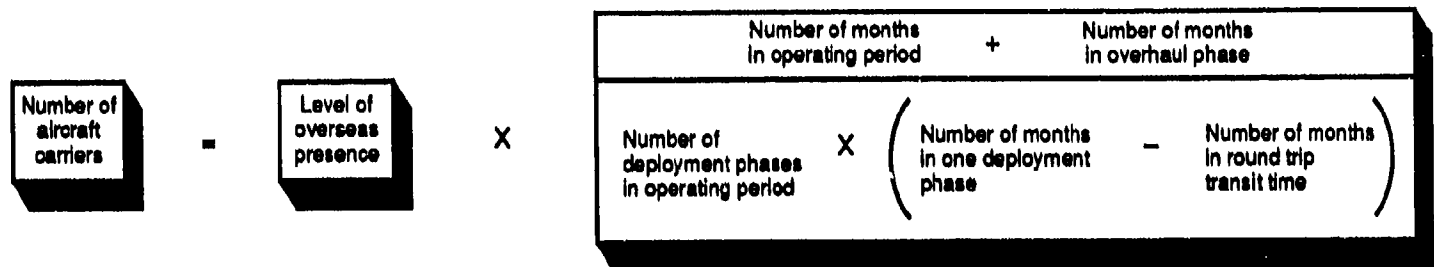 Number of
aircraft
carriers
=
Level of
overseas
presence
X
Number of months
in operating period
+
Number of months
in overhaul phase
Number of
deployment phases
in operating period
X
(
Number of months
in one deployment
phase
-
Number of months
in round trip
transit time
)